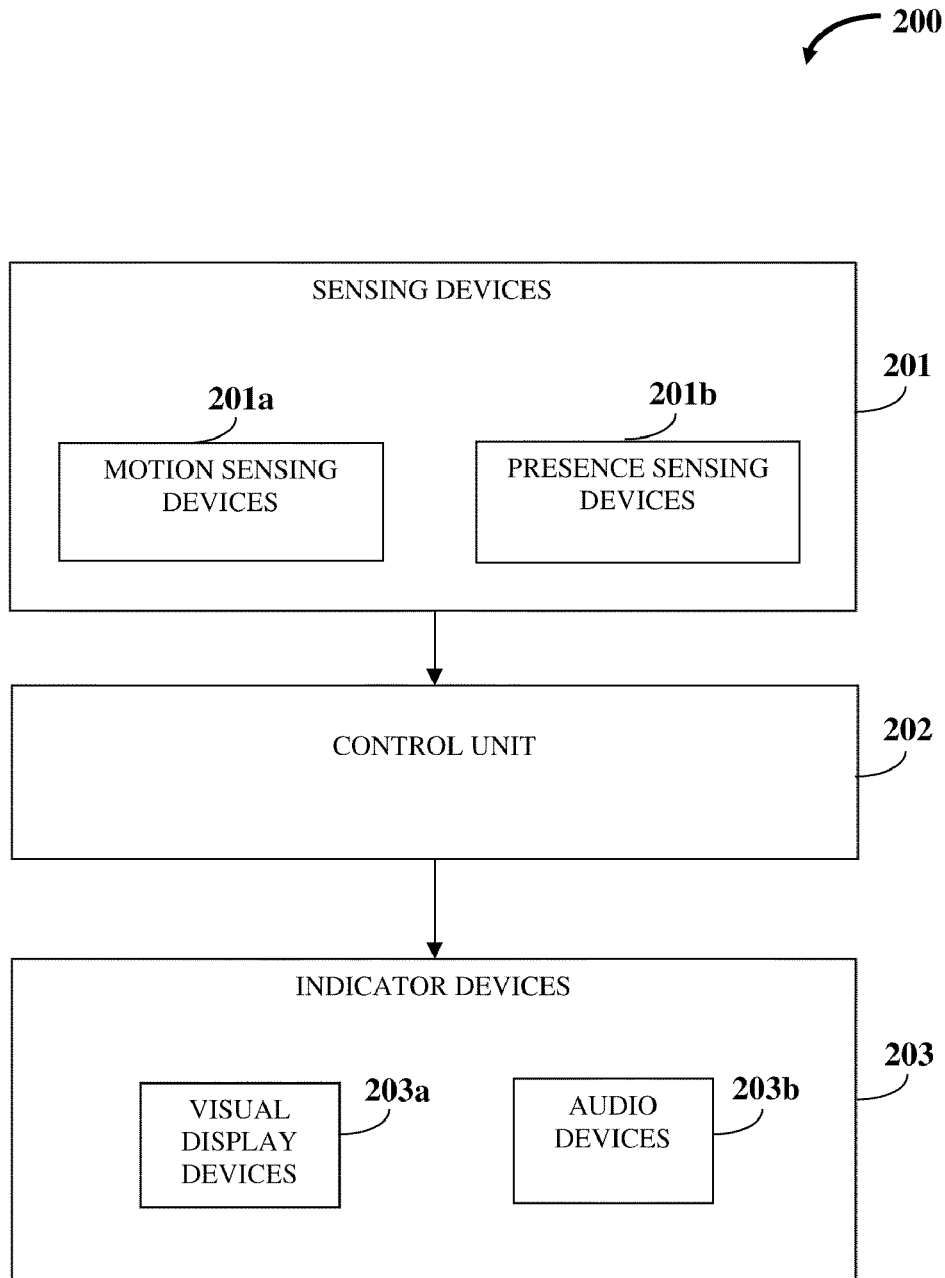 200
SENSING DEVICES
201
201a
201b
MOTION SENSING
DEVICES
PRESENCE SENSING
DEVICES
202
CONTROL UNIT
INDICATOR DEVICES
203
203a
203b
VISUAL
DISPLAY
DEVICES
AUDIO
DEVICES